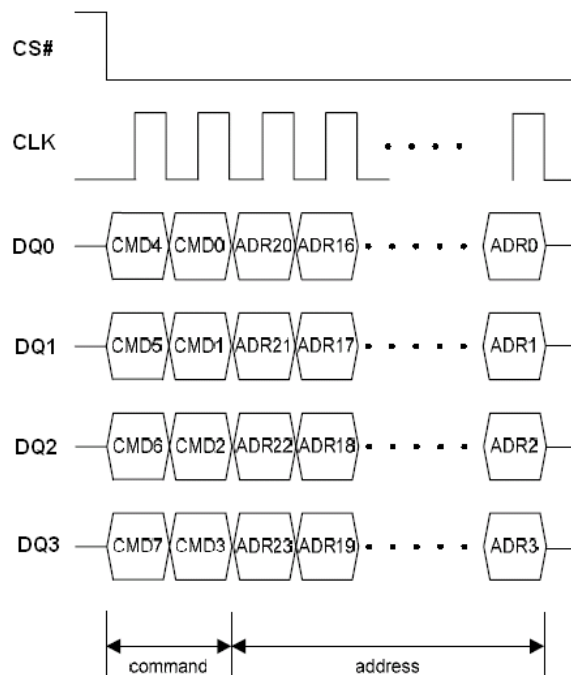 CS#
CLK
DQ0 CMD4 CMD0 ADR20 ADR16 ADR0
DQ1 CMD5 CMD1 ADR21 ADR17 ADR1
DQ2 CMD6 CMD2 ADR22 ADR18 ADR2
DQ3 CMD7 CMD3 ADR23 ADR19 ADR3
command address